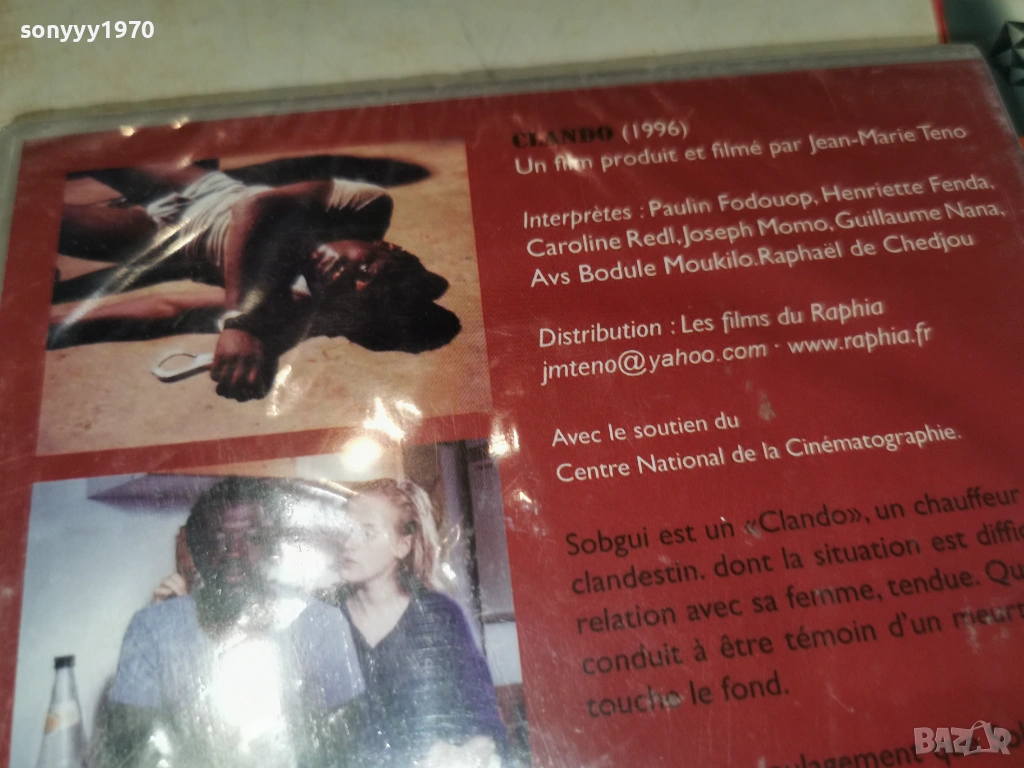 sonyyy1970
CLANDO (1996)
Un film produit et filmé par Jean-Marie Teno
Interprètes : Paulin Fodouop, Henriette Fenda,
Caroline Redl, Joseph Momo, Guillaume Nana,
Avs Bodule Moukilo.Raphaël de Chedjou
Distribution : Les films du Raphia
jmteno@yahoo.com · www.raphia.fr
Avec le soutien du
Centre National de la Cinématographie.
Sobgui est un «Clando», un chauffeur
clandestin, dont la situation est diffic
relation avec sa femme, tendue. Qu
conduit à être témoin d'un meurt
touche le fond.
BAZAR